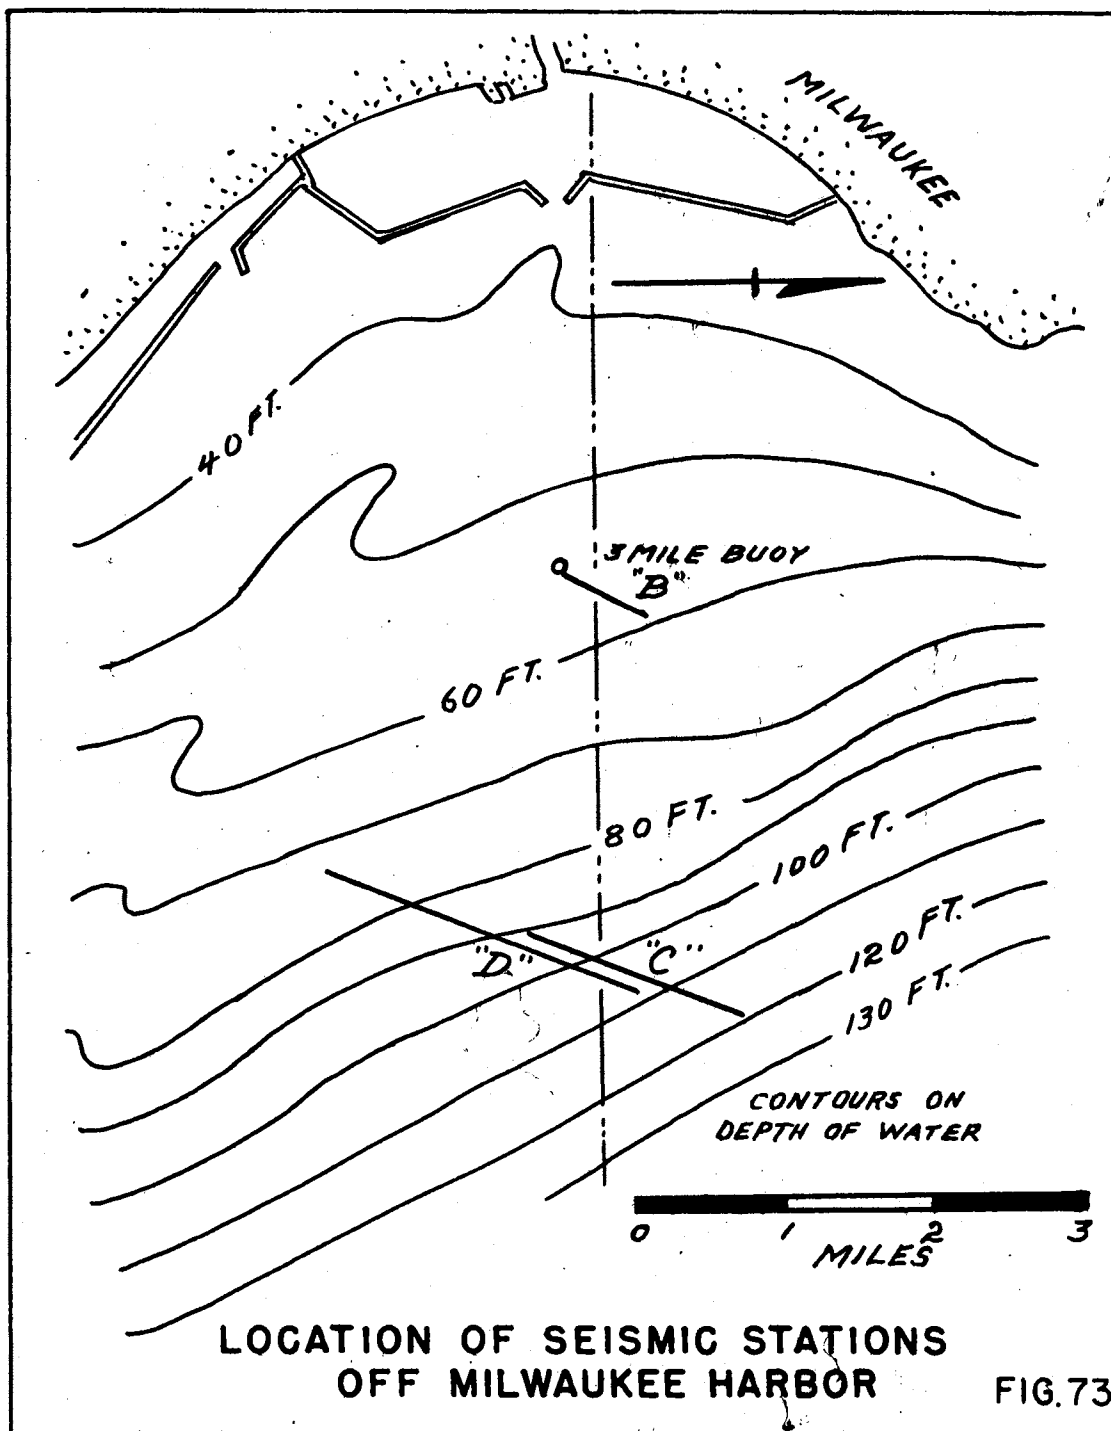 MILWAUKEE
40 FT.
3 MILE BUOY
"B"
60 FT.
80 FT.
100 FT.
"D"
"C"
120 FT.
130 FT.
CONTOURS ON
DEPTH OF WATER
0 1 2 3
MILES
LOCATION OF SEISMIC STATIONS
OFF MILWAUKEE HARBOR
FIG.73